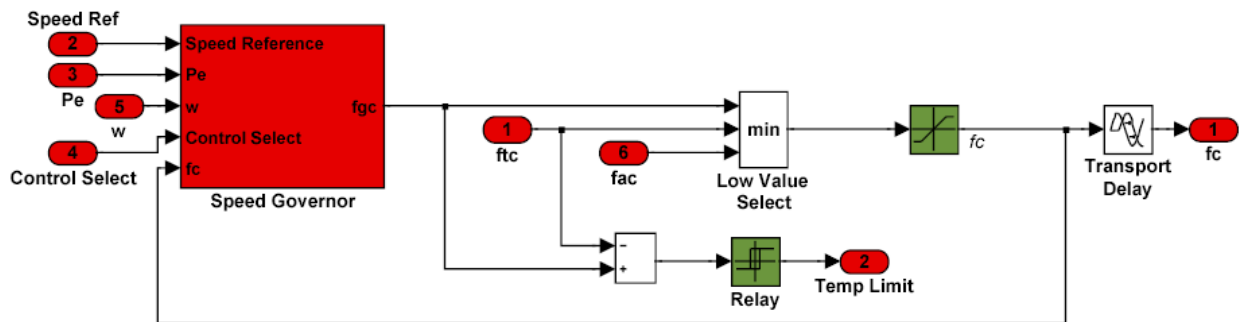 Speed Ref
2
Speed Reference
3
Pe
Pe
5
w
w
fgc
4
Control Select
Control Select
fc
Speed Governor
1
ftc
6
fac
min
Low Value
Select
fc
Transport
Delay
1
fc
−
+
Relay
2
Temp Limit